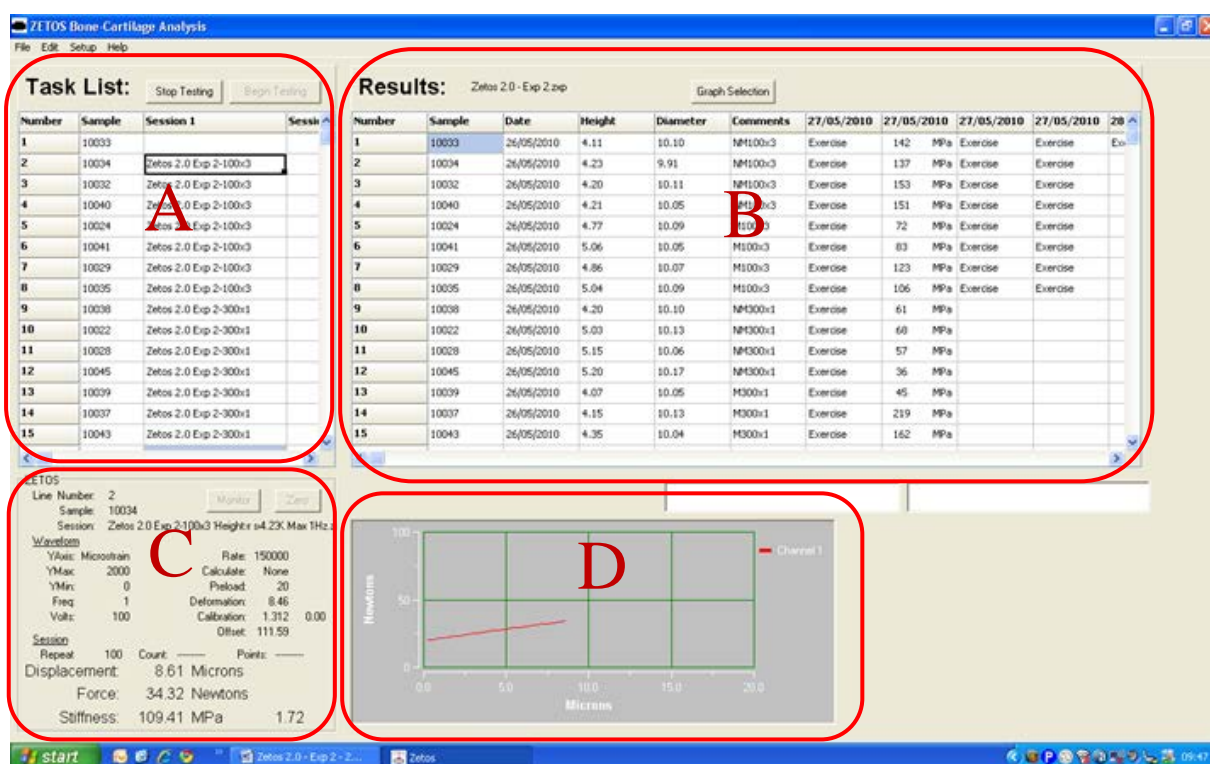 ZETOS Bone-Cartilage Analysis
File Edit Setup Help
Task List: Stop Testing Begin Testing
Number Sample Session 1
1 10033
2 10034 Zetos 2.0 Exp 2-100x3
3 10032 Zetos 2.0 Exp 2-100x3
4 10040 Zetos 2.0 Exp 2-100x3
5 10024 Zetos 2.0 Exp 2-100x3
6 10041 Zetos 2.0 Exp 2-100x3
7 10029 Zetos 2.0 Exp 2-100x3
8 10035 Zetos 2.0 Exp 2-100x3
9 10038 Zetos 2.0 Exp 2-300x1
10 10022 Zetos 2.0 Exp 2-300x1
11 10028 Zetos 2.0 Exp 2-300x1
12 10045 Zetos 2.0 Exp 2-300x1
13 10039 Zetos 2.0 Exp 2-300x1
14 10037 Zetos 2.0 Exp 2-300x1
15 10043 Zetos 2.0 Exp 2-300x1
A
Results: Zetos 2.0 - Exp 2.zxp Graph Selection
Number Sample Date Height Diameter Comments 27/05/2010 27/05/2010 27/05/2010 27/05/2010 28
1 10033 26/05/2010 4.11 10.10 NM100x3 Exercise 142 MPa Exercise Exercise
2 10034 26/05/2010 4.23 9.91 NM100x3 Exercise 137 MPa Exercise Exercise
3 10032 26/05/2010 4.20 10.11 NM100x3 Exercise 153 MPa Exercise Exercise
4 10040 26/05/2010 4.21 10.05 NM100x3 Exercise 151 MPa Exercise Exercise
5 10024 26/05/2010 4.77 10.09 M100x3 Exercise 72 MPa Exercise Exercise
6 10041 26/05/2010 5.06 10.05 M100x3 Exercise 83 MPa Exercise Exercise
7 10029 26/05/2010 4.86 10.07 M100x3 Exercise 123 MPa Exercise Exercise
8 10035 26/05/2010 5.04 10.09 M100x3 Exercise 106 MPa Exercise Exercise
9 10038 26/05/2010 4.20 10.10 NM300x1 Exercise 61 MPa
10 10022 26/05/2010 5.03 10.13 NM300x1 Exercise 60 MPa
11 10028 26/05/2010 5.15 10.06 NM300x1 Exercise 57 MPa
12 10045 26/05/2010 5.20 10.17 NM300x1 Exercise 36 MPa
13 10039 26/05/2010 4.07 10.05 M300x1 Exercise 45 MPa
14 10037 26/05/2010 4.15 10.13 M300x1 Exercise 219 MPa
15 10043 26/05/2010 4.35 10.04 M300x1 Exercise 162 MPa
B
ZETOS
Line Number: 2 Monitor Zero
Sample: 10034
Session: Zetos 2.0 Exp 2-100x3 Height: 4.23K Max 1Hz
Waveform
YAxis: Microstrain Rate: 150000
YMax: 2000 Calculate: None
YMin: 0 Preload: 20
Freq: 1 Deformation: 8.46
Volts: 100 Calibration: 1.312 0.00
Offset: 111.59
Session
Repeat 100 Count: ------- Points: -------
Displacement: 8.61 Microns
Force: 34.32 Newtons
Stiffness: 109.41 MPa 1.72
C
100
50
0
Newtons
0.0 5.0 10.0 15.0 20.0
Microns
Channel 1
D
start Zetos 2.0 - Exp 2 - 2... Zetos 09:47